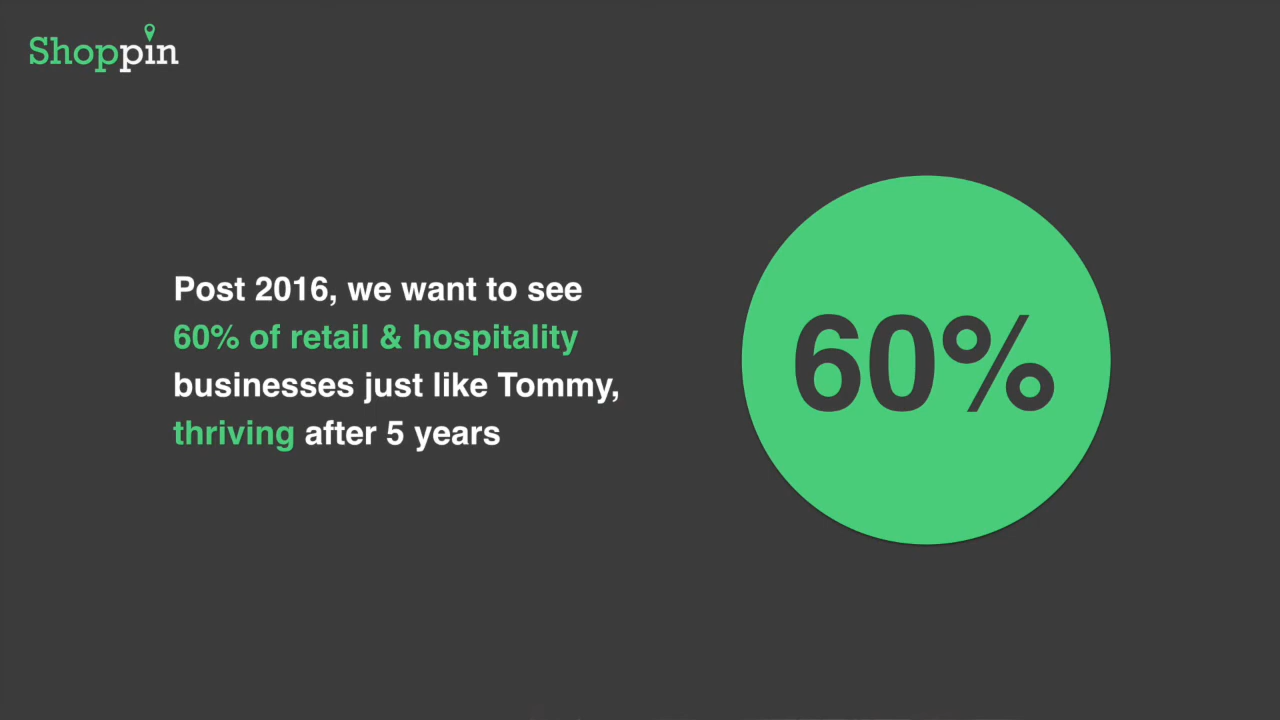 Shoppin
Post 2016, we want to see
60% of retail & hospitality
businesses just like Tommy,
thriving after 5 years
60%